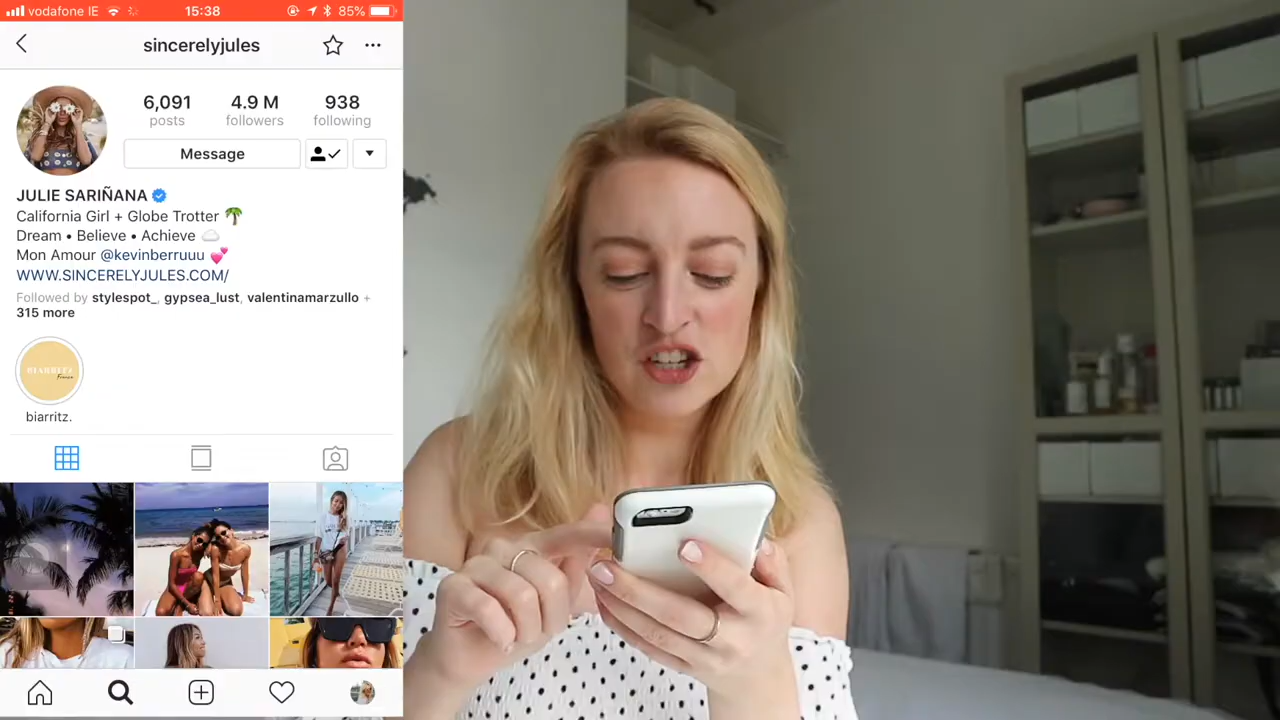 vodafone IE 15:38 85%
sincerelyjules
6,091 4.9 M 938
posts followers following
Message
JULIE SARIÑANA
California Girl + Globe Trotter 🌴
Dream • Believe • Achieve ☁️
Mon Amour @kevinberruuu 💕
WWW.SINCERELYJULES.COM/
Followed by stylespot_, gypsea_lust, valentinamarzullo +
315 more
BIARRITZ
France
biarritz.